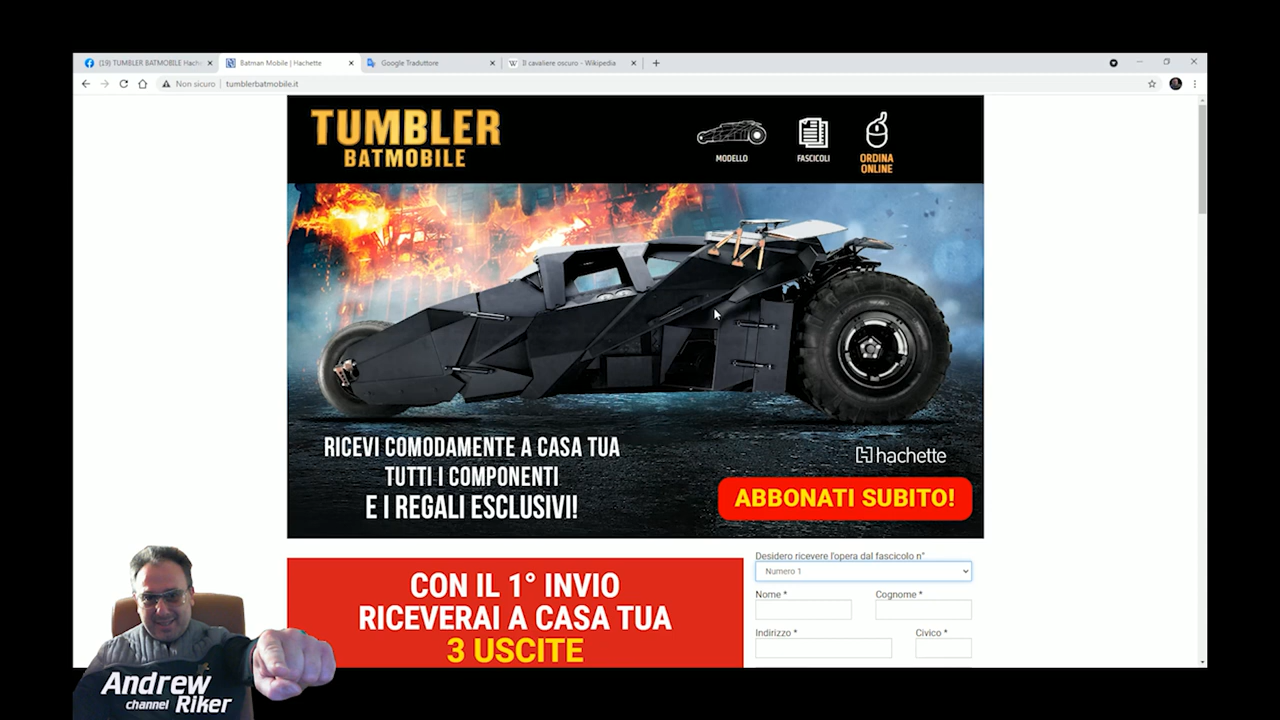 (19) TUMBLER BATMOBILE Hach
Batman Mobile | Hachette
Google Traduttore
Il cavaliere oscuro - Wikipedia
Non sicuro
tumblerbatmobile.it
TUMBLER
BATMOBILE
MODELLO
FASCICOLI
ORDINA
ONLINE
RICEVI COMODAMENTE A CASA TUA
TUTTI I COMPONENTI
E I REGALI ESCLUSIVI!
hachette
ABBONATI SUBITO!
CON IL 1° INVIO
RICEVERAI A CASA TUA
3 USCITE
Desidero ricevere l'opera dal fascicolo n°
Numero 1
Nome *
Cognome *
Indirizzo *
Civico *
Andrew
channel Riker